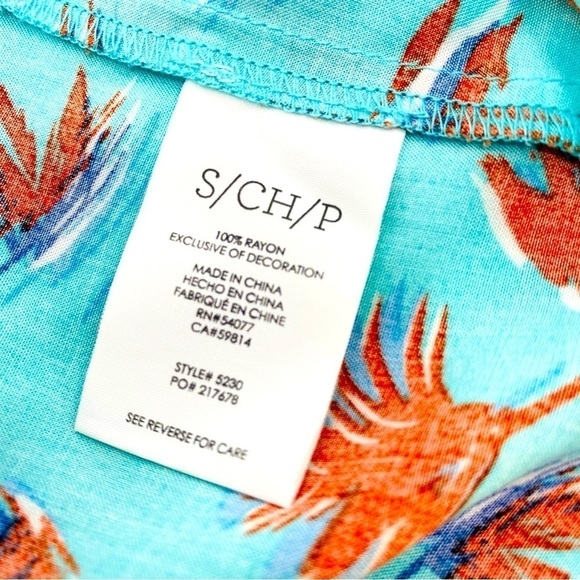 S/CH/P
100% RAYON
EXCLUSIVE OF DECORATION
MADE IN CHINA
HECHO EN CHINA
FABRIQUÉ EN CHINE
RN#54077
CA#59814
STYLE# 5230
PO# 217678
SEE REVERSE FOR CARE